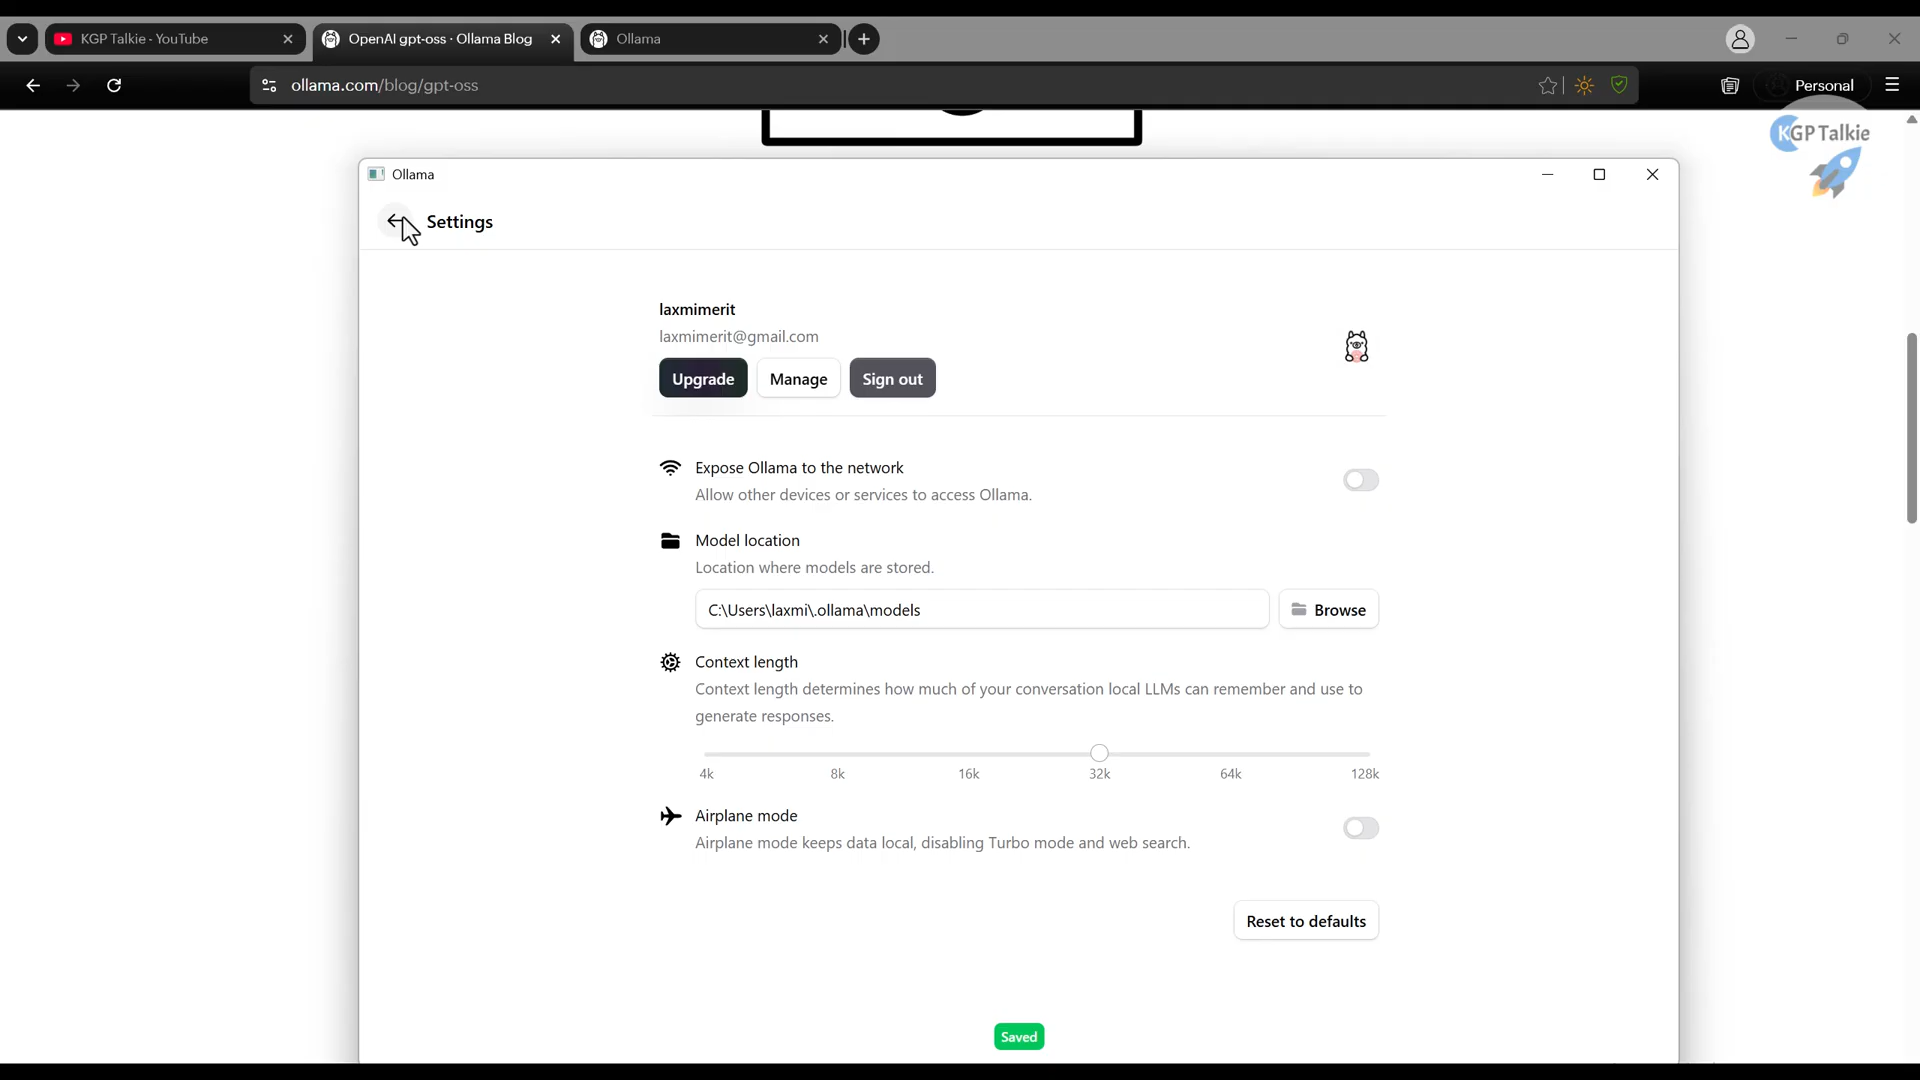 KGP Talkie - YouTube
OpenAI gpt-oss · Ollama Blog
Ollama
ollama.com/blog/gpt-oss
Personal
KGP Talkie
Ollama
Settings
laxmimerit
laxmimerit@gmail.com
Upgrade
Manage
Sign out
Expose Ollama to the network
Allow other devices or services to access Ollama.
Model location
Location where models are stored.
C:\Users\laxmi\.ollama\models
Browse
Context length
Context length determines how much of your conversation local LLMs can remember and use to
generate responses.
4k 8k 16k 32k 64k 128k
Airplane mode
Airplane mode keeps data local, disabling Turbo mode and web search.
Reset to defaults
Saved